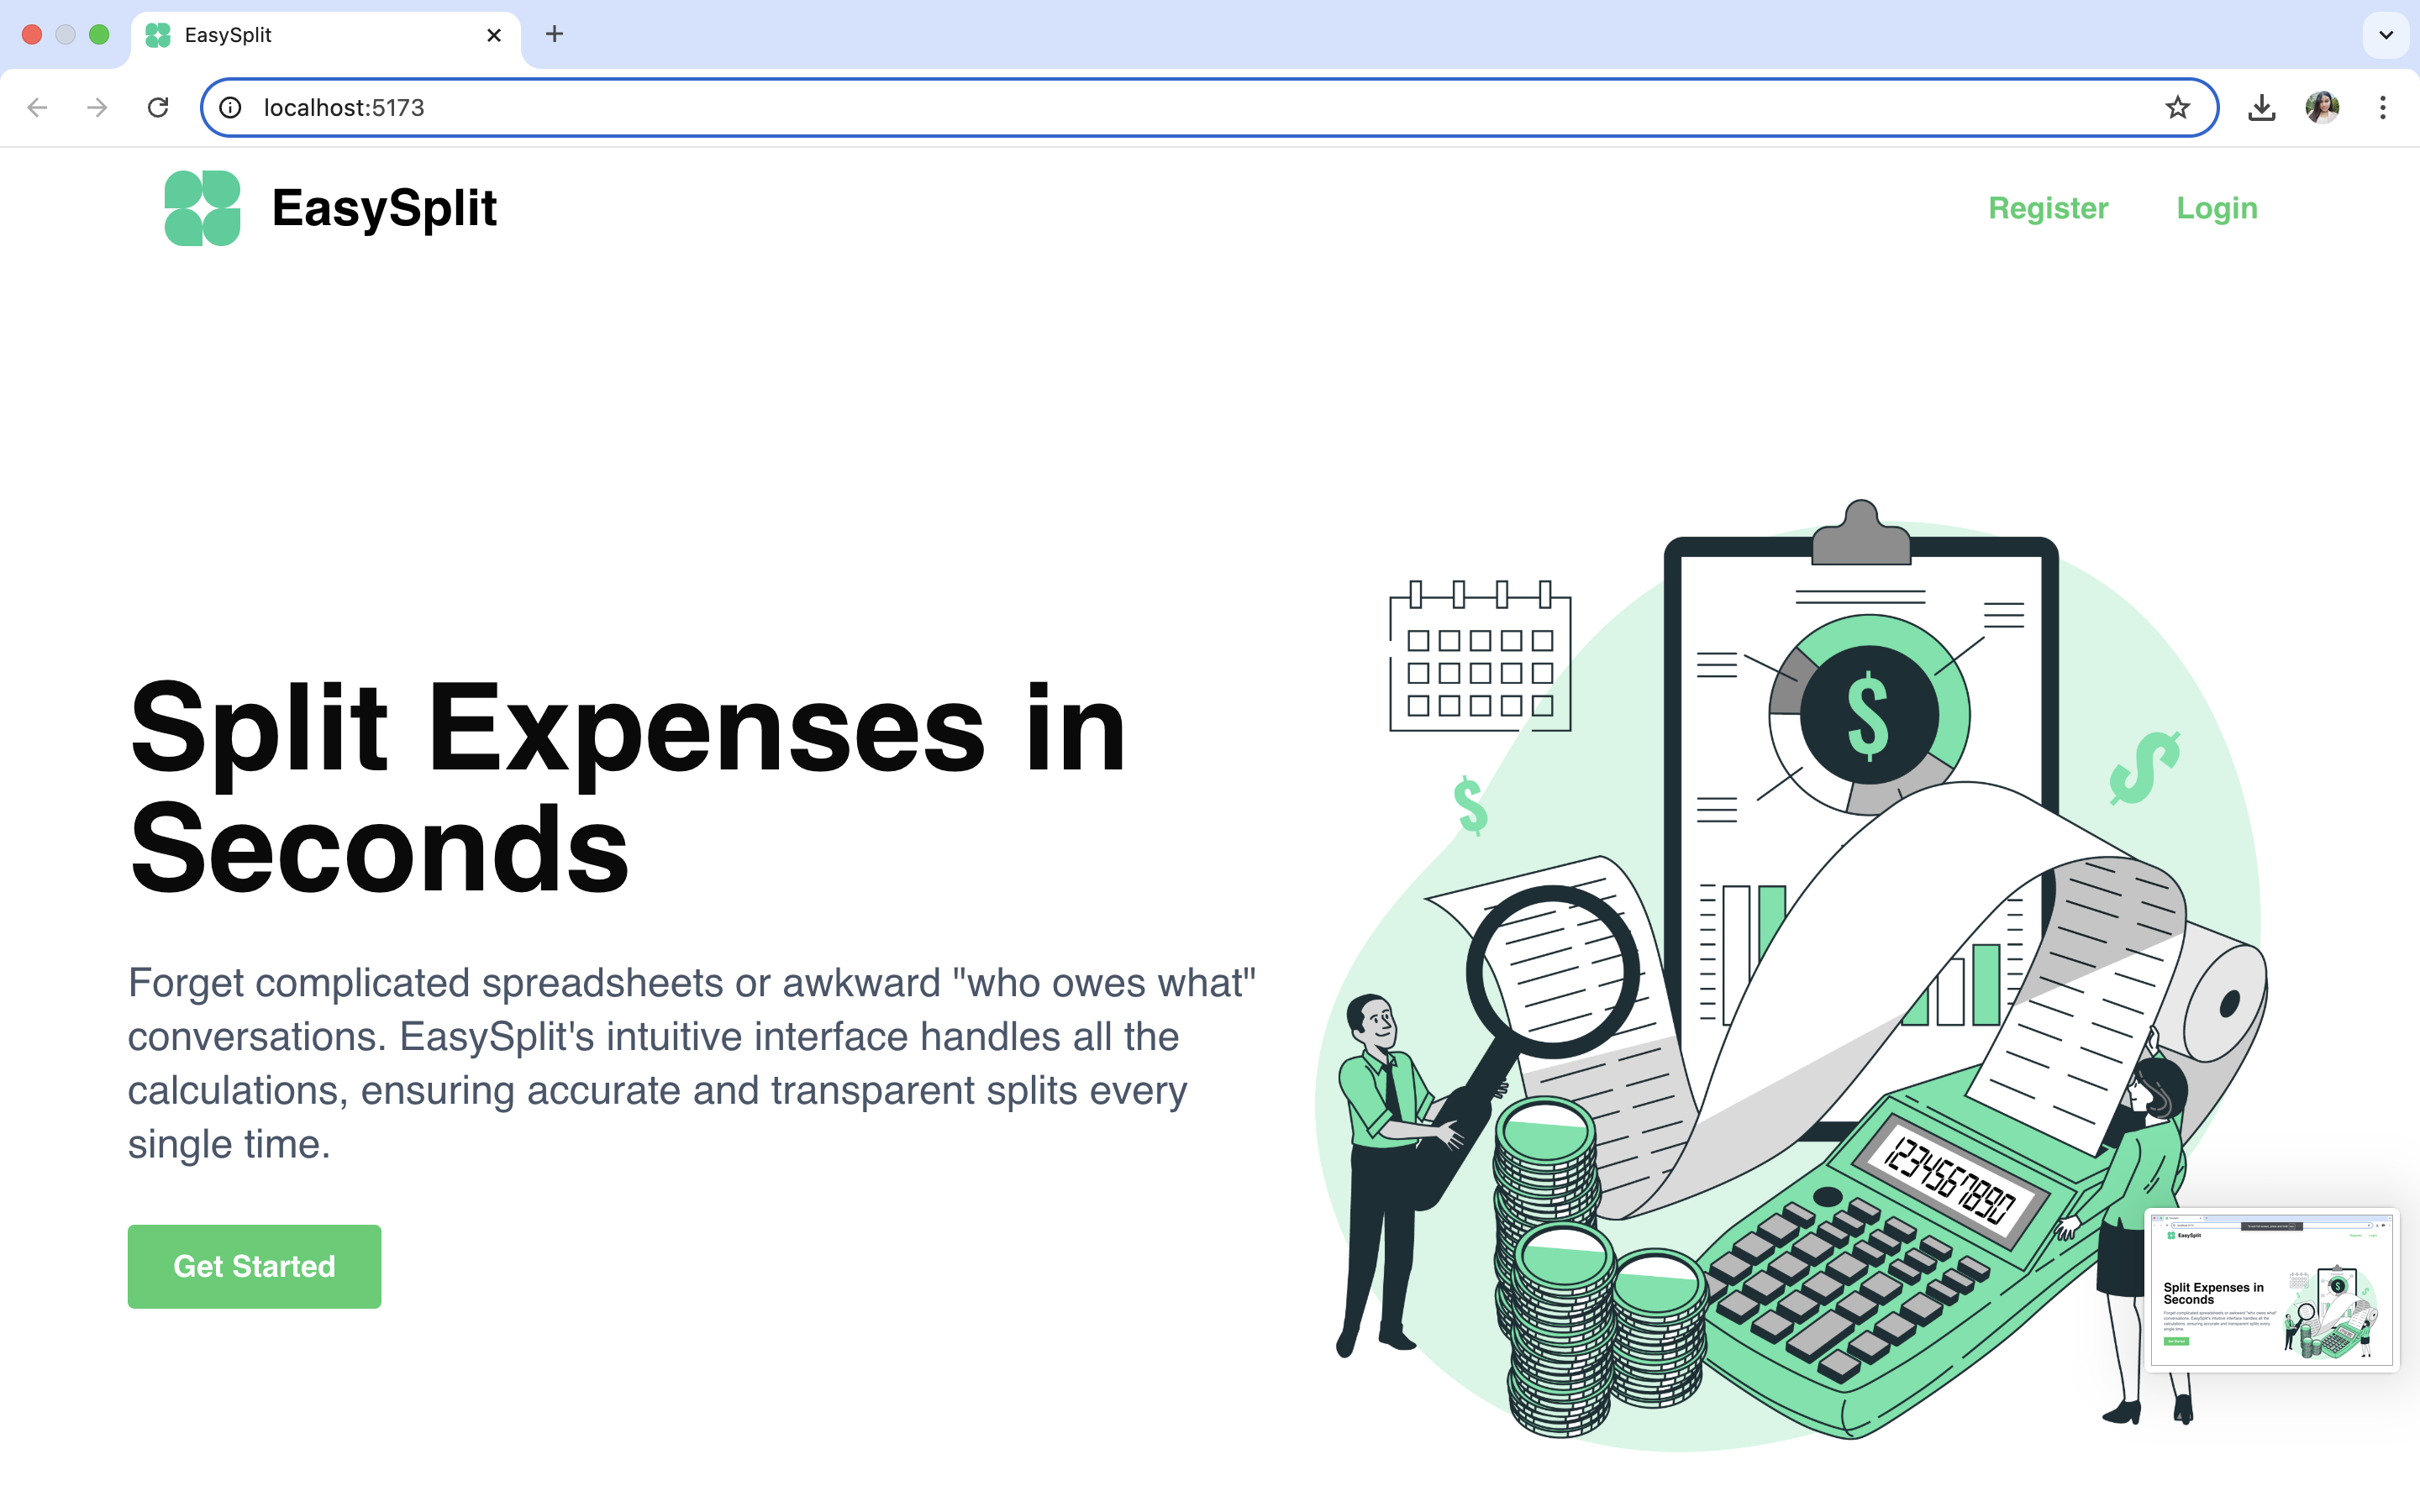 EasySplit
localhost:5173
EasySplit
Register
Login
Split Expenses in
Seconds
Forget complicated spreadsheets or awkward "who owes what"
conversations. EasySplit's intuitive interface handles all the
calculations, ensuring accurate and transparent splits every
single time.
Get Started
$
$
$
1234567890
EasySplit
Split Expenses in
Seconds